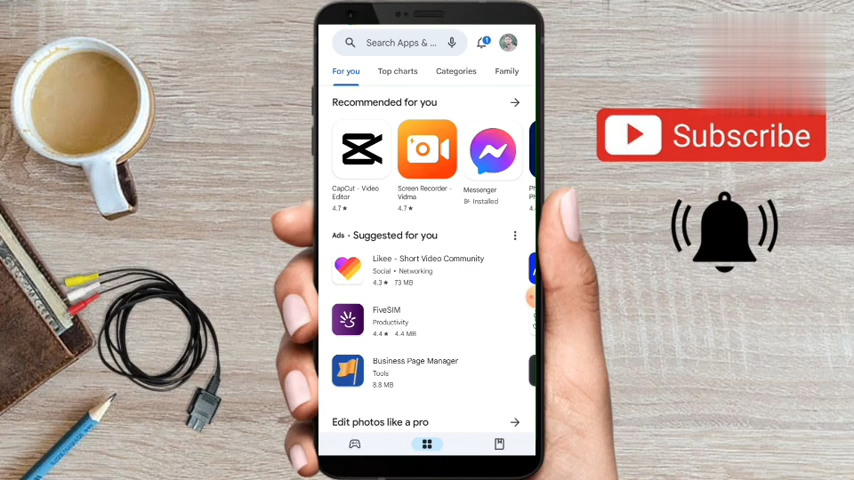 Search Apps & ...
1
For you
Top charts
Categories
Family
Recommended for you
CapCut - Video
Editor
4.7 ★
Screen Recorder -
Vidma
4.7 ★
Messenger
Installed
Ads • Suggested for you
Likee - Short Video Community
Social • Networking
4.3 ★ 73 MB
FiveSIM
Productivity
4.4 ★ 4.4 MB
Business Page Manager
Tools
8.8 MB
Edit photos like a pro
Subscribe